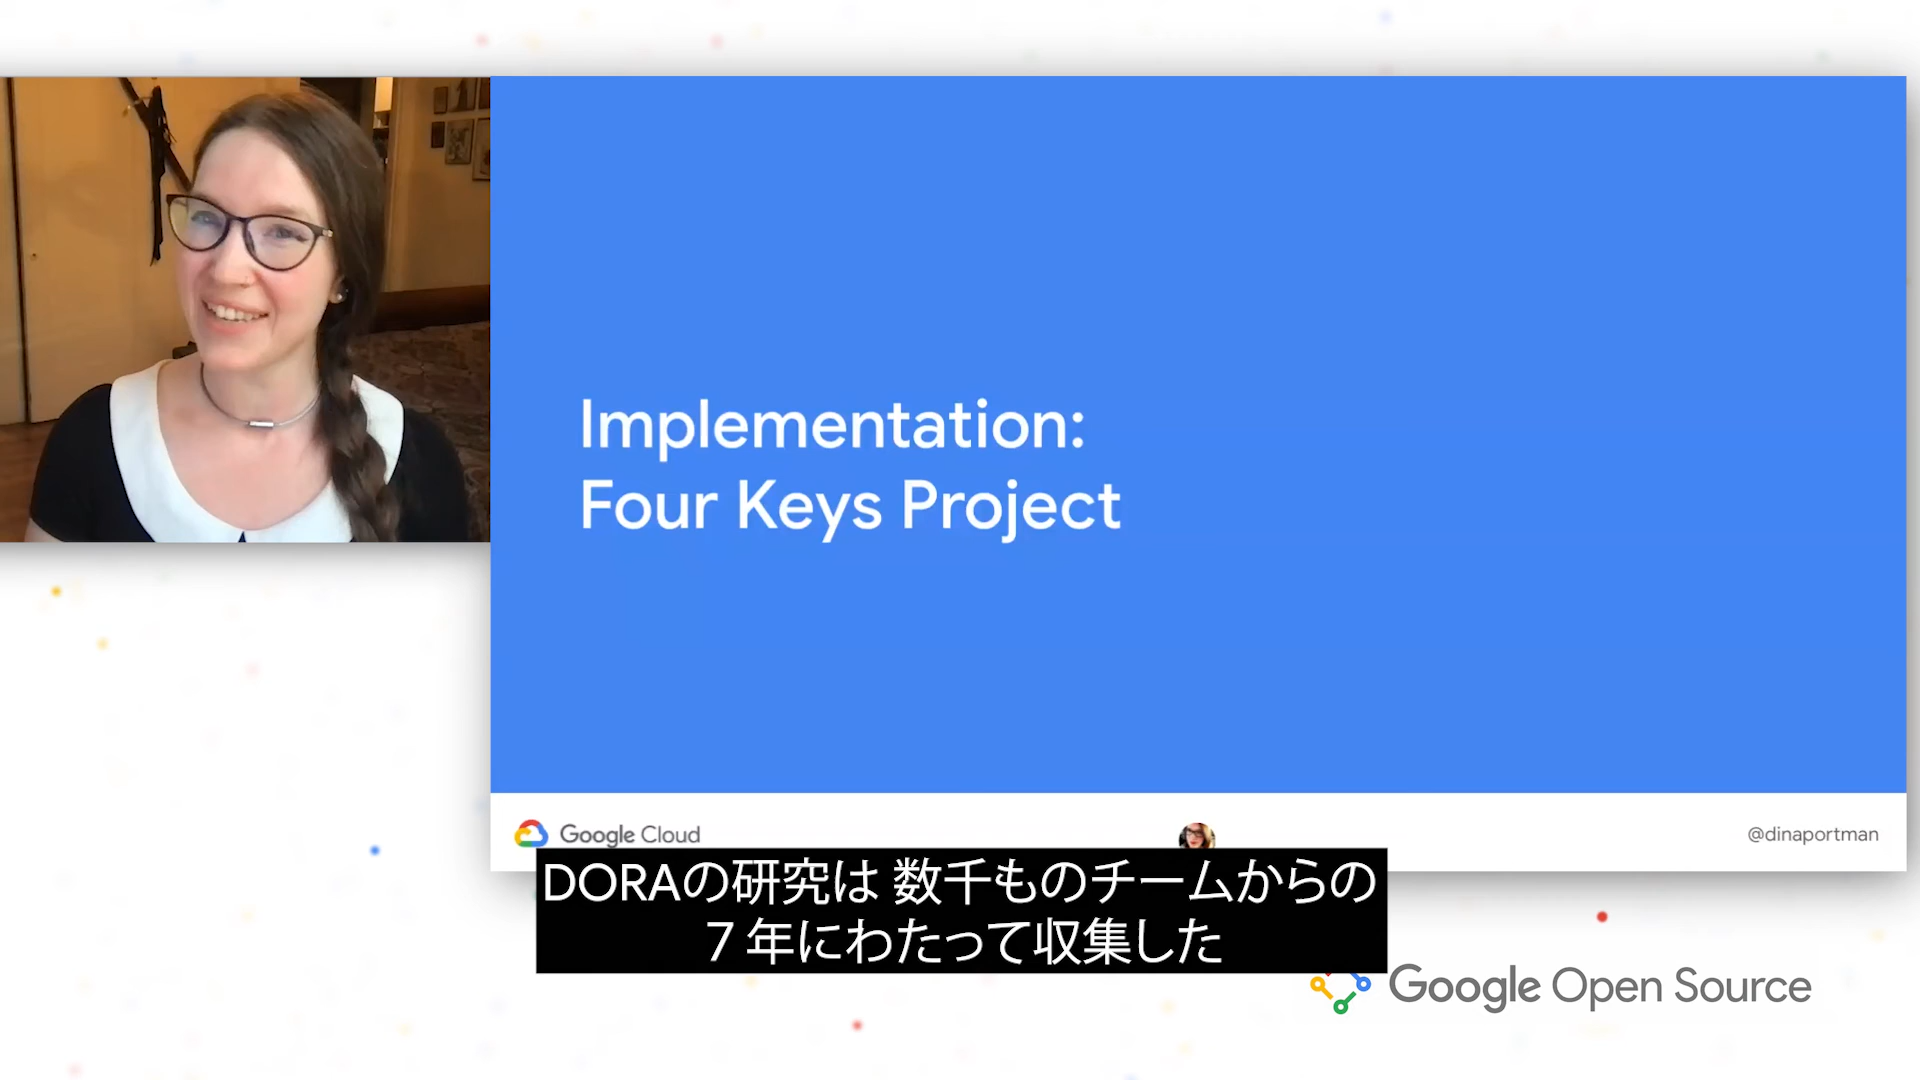 Implementation:
Four Keys Project
Google Cloud
@dinaportman
DORAの研究は 数千ものチームからの
7 年にわたって収集した
Google Open Source